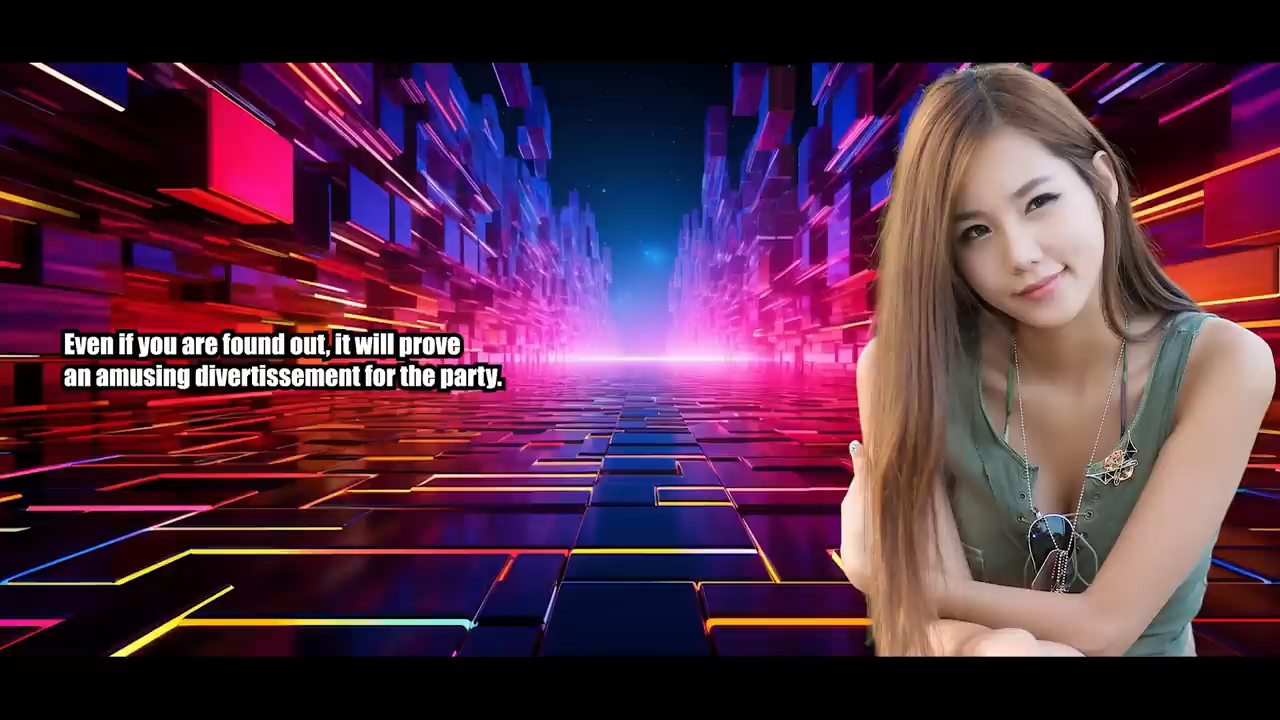 Even if you are found out, it will prove
an amusing divertissement for the party.